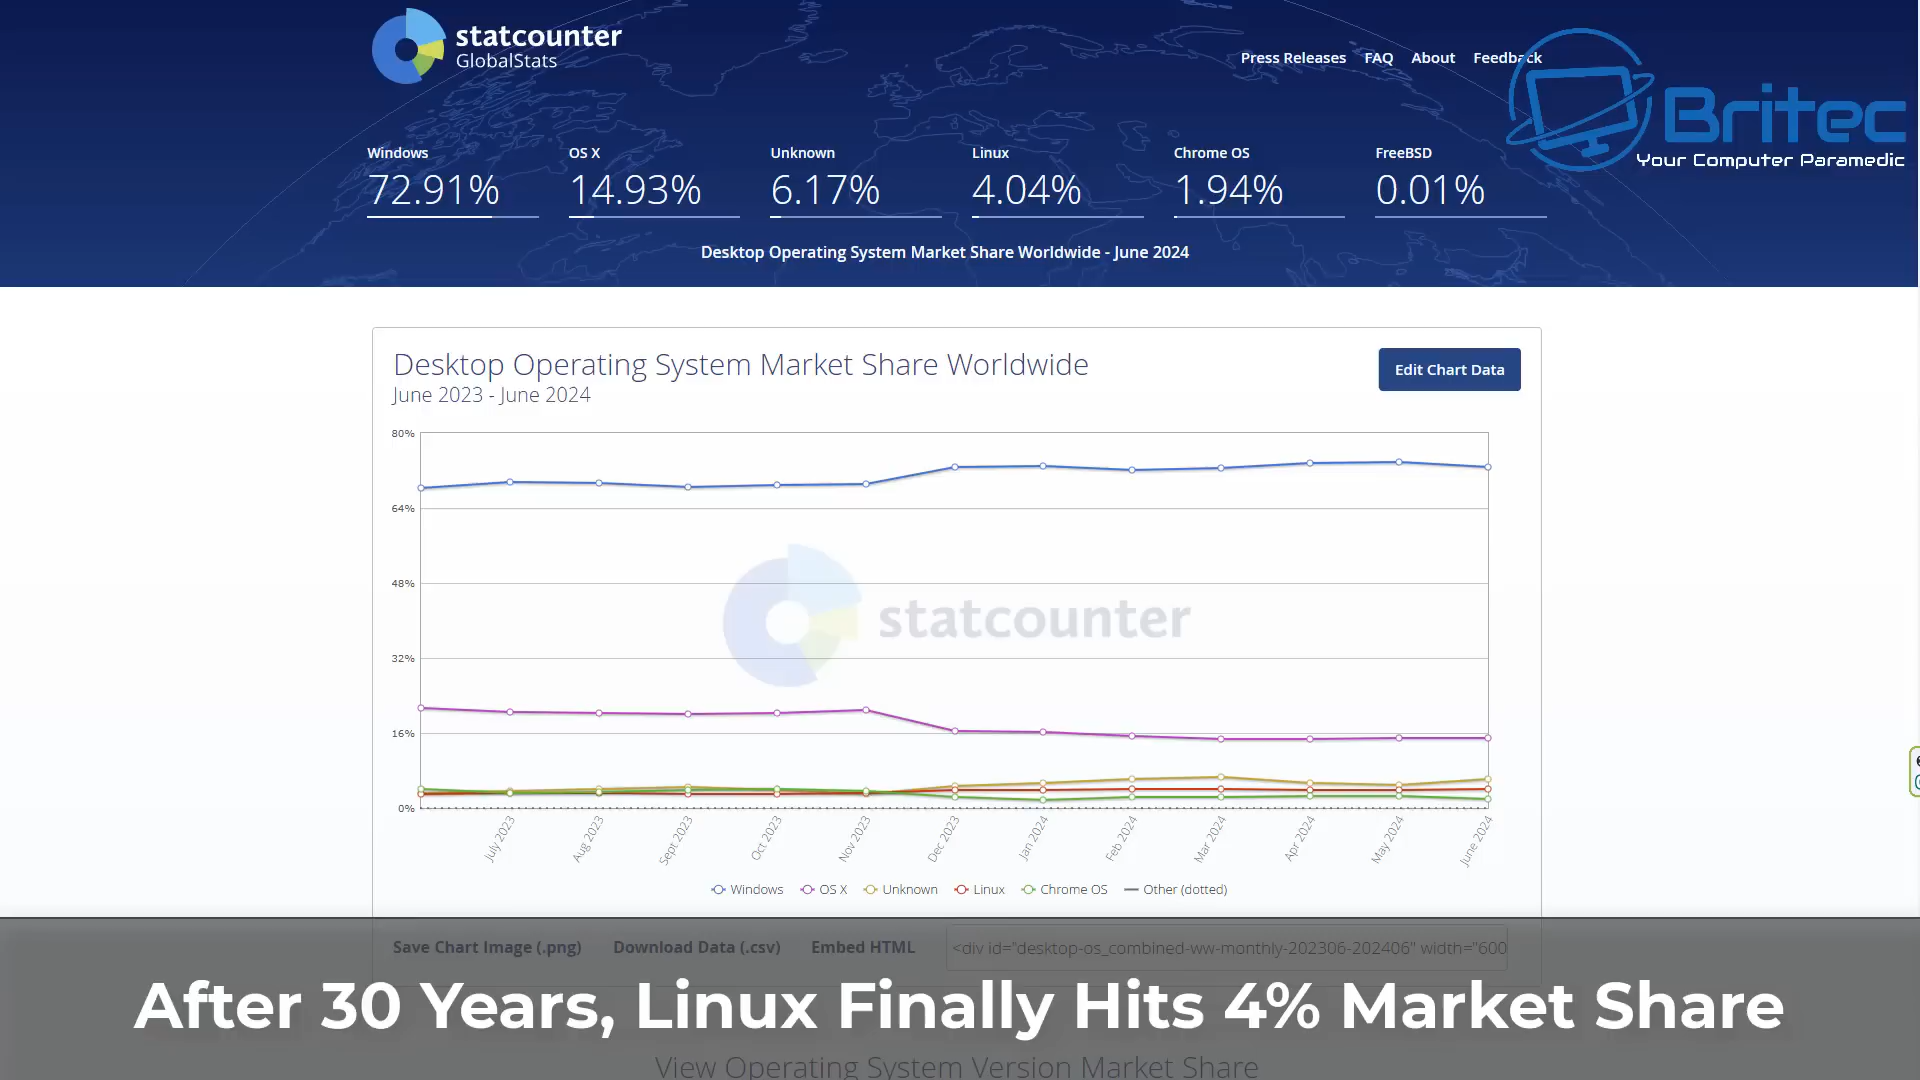 statcounter
GlobalStats
Press Releases FAQ About Feedback
Britec
Your Computer Paramedic
Windows OS X Unknown Linux Chrome OS FreeBSD
72.91% 14.93% 6.17% 4.04% 1.94% 0.01%
Desktop Operating System Market Share Worldwide - June 2024
Desktop Operating System Market Share Worldwide
June 2023 - June 2024
Edit Chart Data
80%
64%
48%
statcounter
32%
16%
0%
July 2023 Aug 2023 Sept 2023 Oct 2023 Nov 2023 Dec 2023 Jan 2024 Feb 2024 Mar 2024 Apr 2024 May 2024 June 2024
Windows OS X Unknown Linux Chrome OS Other (dotted)
Save Chart Image (.png) Download Data (.csv) Embed HTML <div id="desktop-os_combined-ww-monthly-202306-202406" width="600
After 30 Years, Linux Finally Hits 4% Market Share
View Operating System Version Market Share